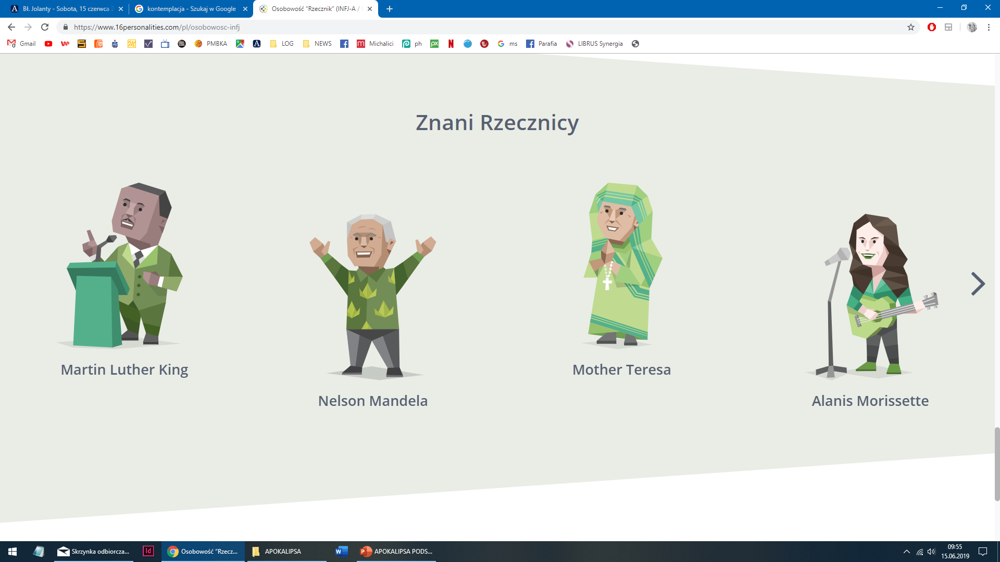 Bł. Jolanty - Sobota, 15 czerwca 2
kontemplacja - Szukaj w Google
Osobowość “Rzecznik” (INFJ-A /
https://www.16personalities.com/pl/osobowosc-infj
Gmail
PMBKA
LOG
NEWS
Michalici
ph
ms
Parafia
LIBRUS Synergia
Znani Rzecznicy
Martin Luther King
Nelson Mandela
Mother Teresa
Alanis Morissette
Skrzynka odbiorcza...
Osobowość “Rzecz...
APOKALIPSA
APOKALIPSA PODS...
09:55
15.06.2019